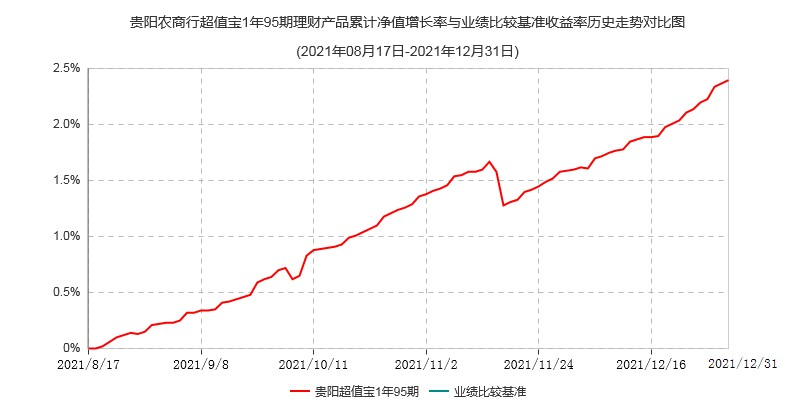 贵阳农商行超值宝1年95期理财产品累计净值增长率与业绩比较基准收益率历史走势对比图
(2021年08月17日-2021年12月31日)
2.5%
2.0%
1.5%
1.0%
0.5%
0%
2021/8/17 2021/9/8 2021/10/11 2021/11/2 2021/11/24 2021/12/16 2021/12/31
贵阳超值宝1年95期 业绩比较基准